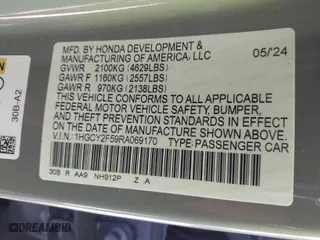 MFD. BY HONDA DEVELOPMENT &
MANUFACTURING OF AMERICA, LLC
05/24
GVWR 2100KG (4629LBS)
GAWR F 1160KG (2557LBS)
GAWR R 970KG (2138LBS)
THIS VEHICLE CONFORMS TO ALL APPLICABLE
FEDERAL MOTOR VEHICLE SAFETY, BUMPER,
AND THEFT PREVENTION STANDARDS IN EFFECT
ON THE DATE OF MANUFACTURE SHOWN ABOVE.
V.I.N.: 1HGCY2F59RA069170 TYPE: PASSENGER CAR
30B R AA9 NH912P Z .A
30B-A2
DREAMBID.COM